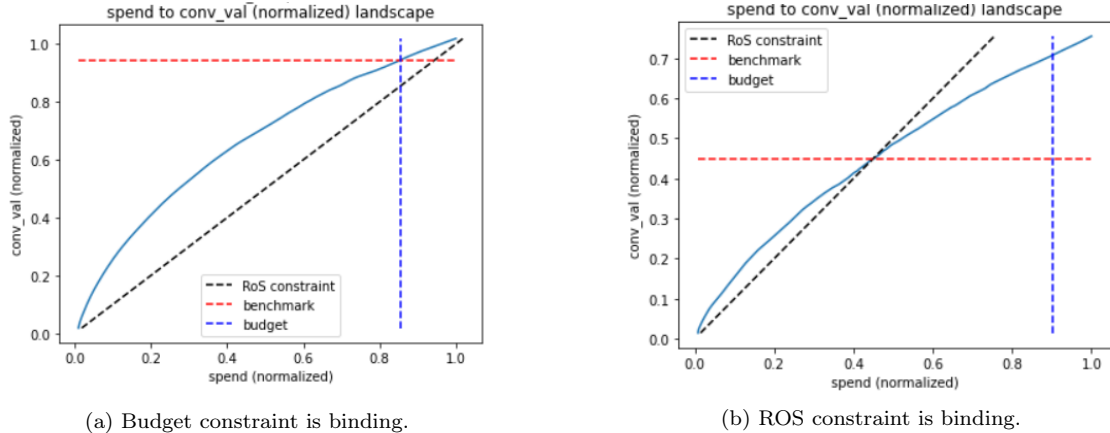 spend to conv_val (normalized) landscape
1.0
0.8
0.6
0.4
0.2
0.0
conv_val (normalized)
RoS constraint
benchmark
budget
0.0 0.2 0.4 0.6 0.8 1.0
spend (normalized)
(a) Budget constraint is binding.
spend to conv_val (normalized) landscape
RoS constraint
benchmark
budget
0.7
0.6
0.5
0.4
0.3
0.2
0.1
0.0
conv_val (normalized)
0.0 0.2 0.4 0.6 0.8 1.0
spend (normalized)
(b) ROS constraint is binding.